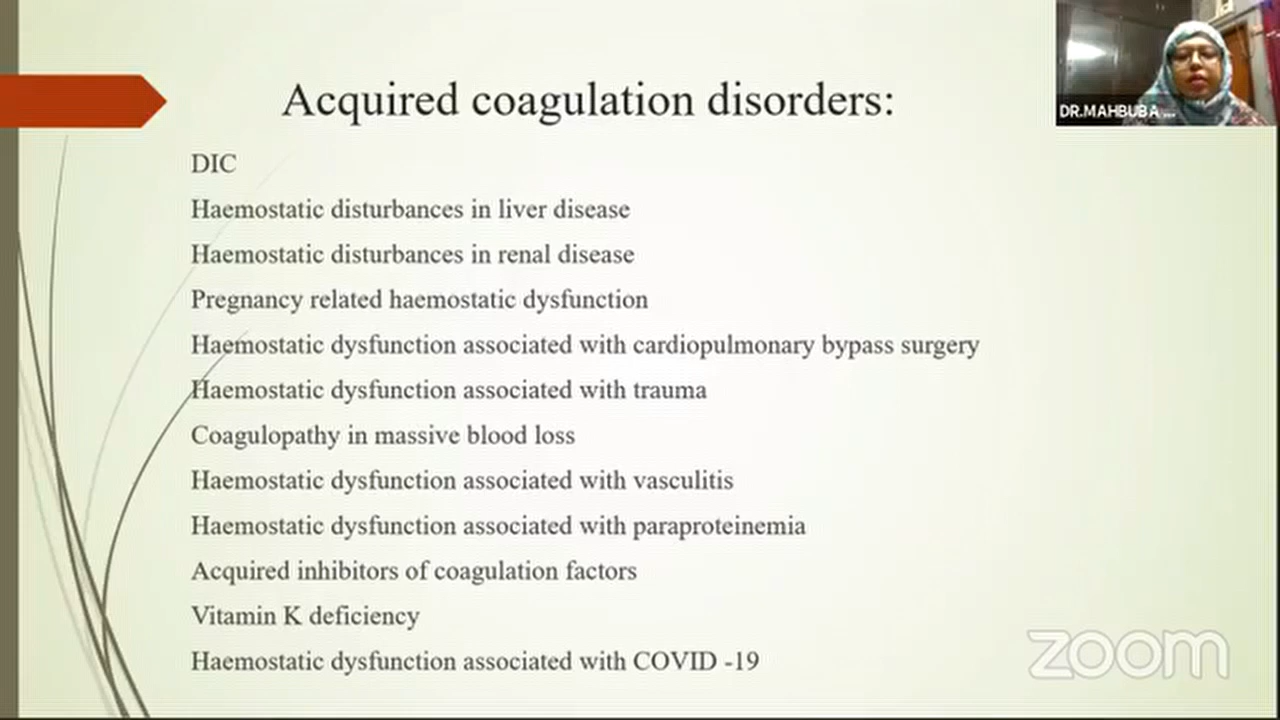 Acquired coagulation disorders:
DR.MAHBUBA ...
DIC
Haemostatic disturbances in liver disease
Haemostatic disturbances in renal disease
Pregnancy related haemostatic dysfunction
Haemostatic dysfunction associated with cardiopulmonary bypass surgery
Haemostatic dysfunction associated with trauma
Coagulopathy in massive blood loss
Haemostatic dysfunction associated with vasculitis
Haemostatic dysfunction associated with paraproteinemia
Acquired inhibitors of coagulation factors
Vitamin K deficiency
Haemostatic dysfunction associated with COVID -19
zoom